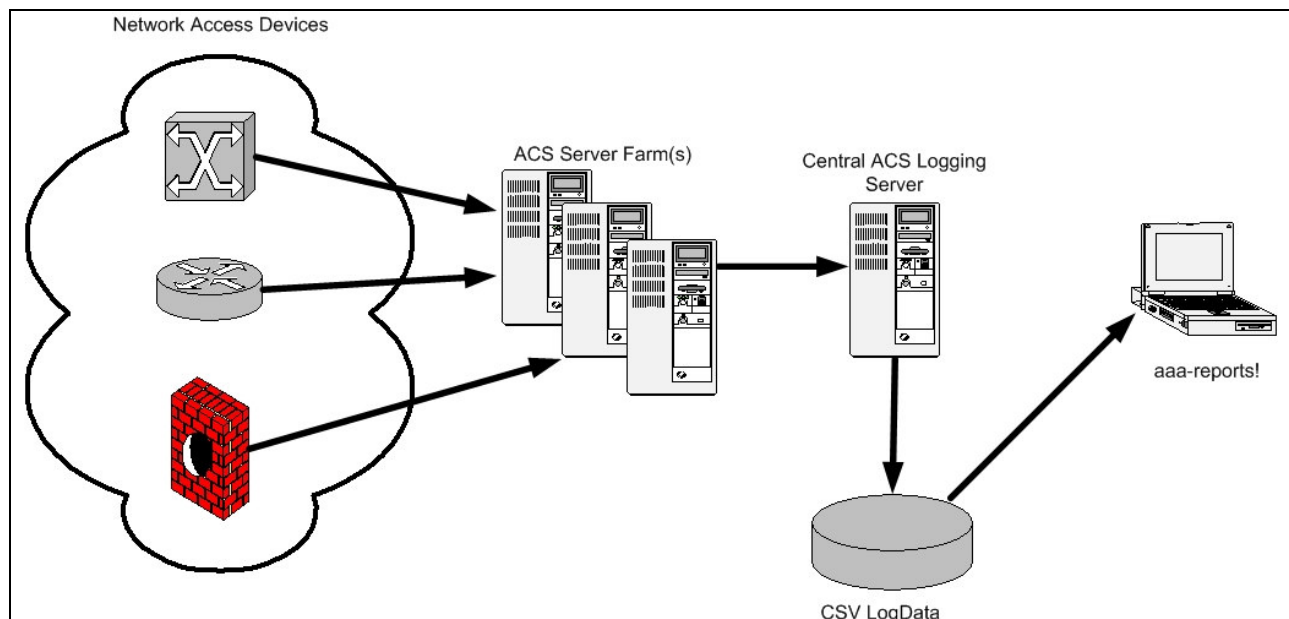 Network Access Devices
ACS Server Farm(s)
Central ACS Logging
Server
aaa-reports!
CSV LogData